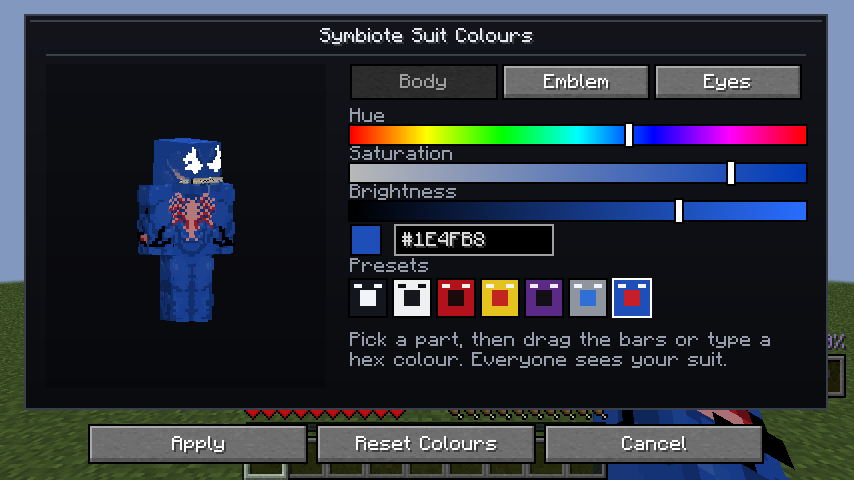 Symbiote Suit Colours
Body
Emblem
Eyes
Hue
Saturation
Brightness
#1E4FB8
Presets
Pick a part, then drag the bars or type a
hex colour. Everyone sees your suit.
Apply
Reset Colours
Cancel